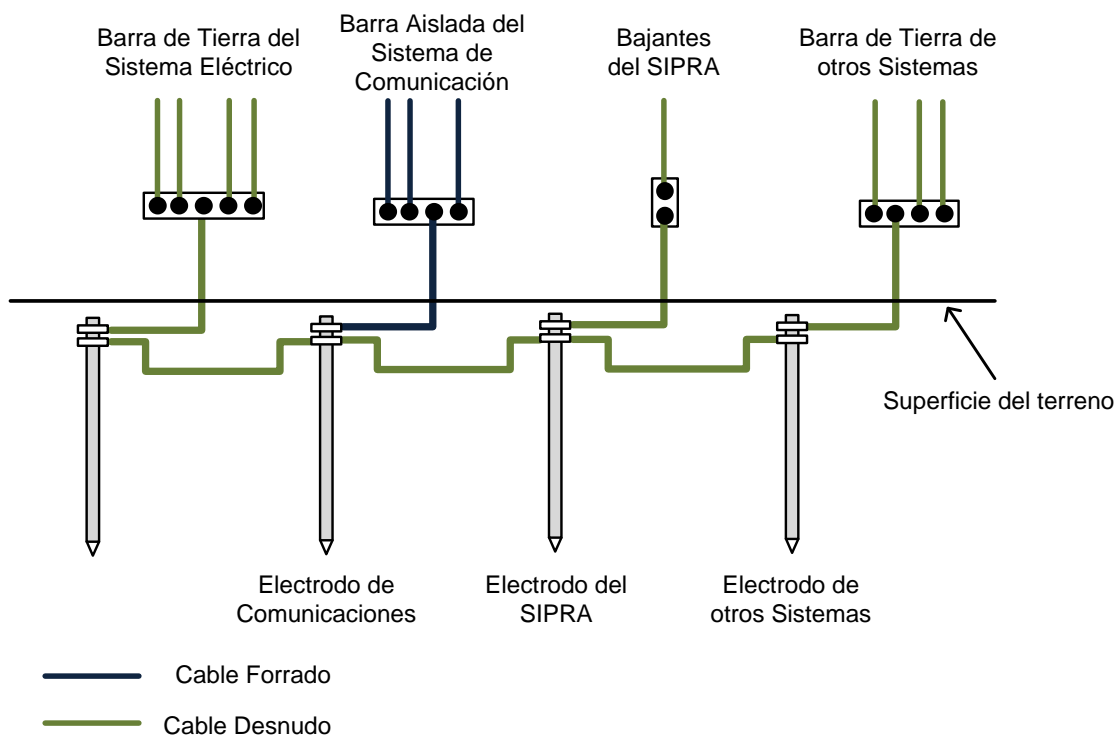 Barra de Tierra del
Sistema Eléctrico
Barra Aislada del
Sistema de
Comunicación
Bajantes
del SIPRA
Barra de Tierra de
otros Sistemas
Superficie del terreno
Electrodo de
Comunicaciones
Electrodo del
SIPRA
Electrodo de
otros Sistemas
Cable Forrado
Cable Desnudo